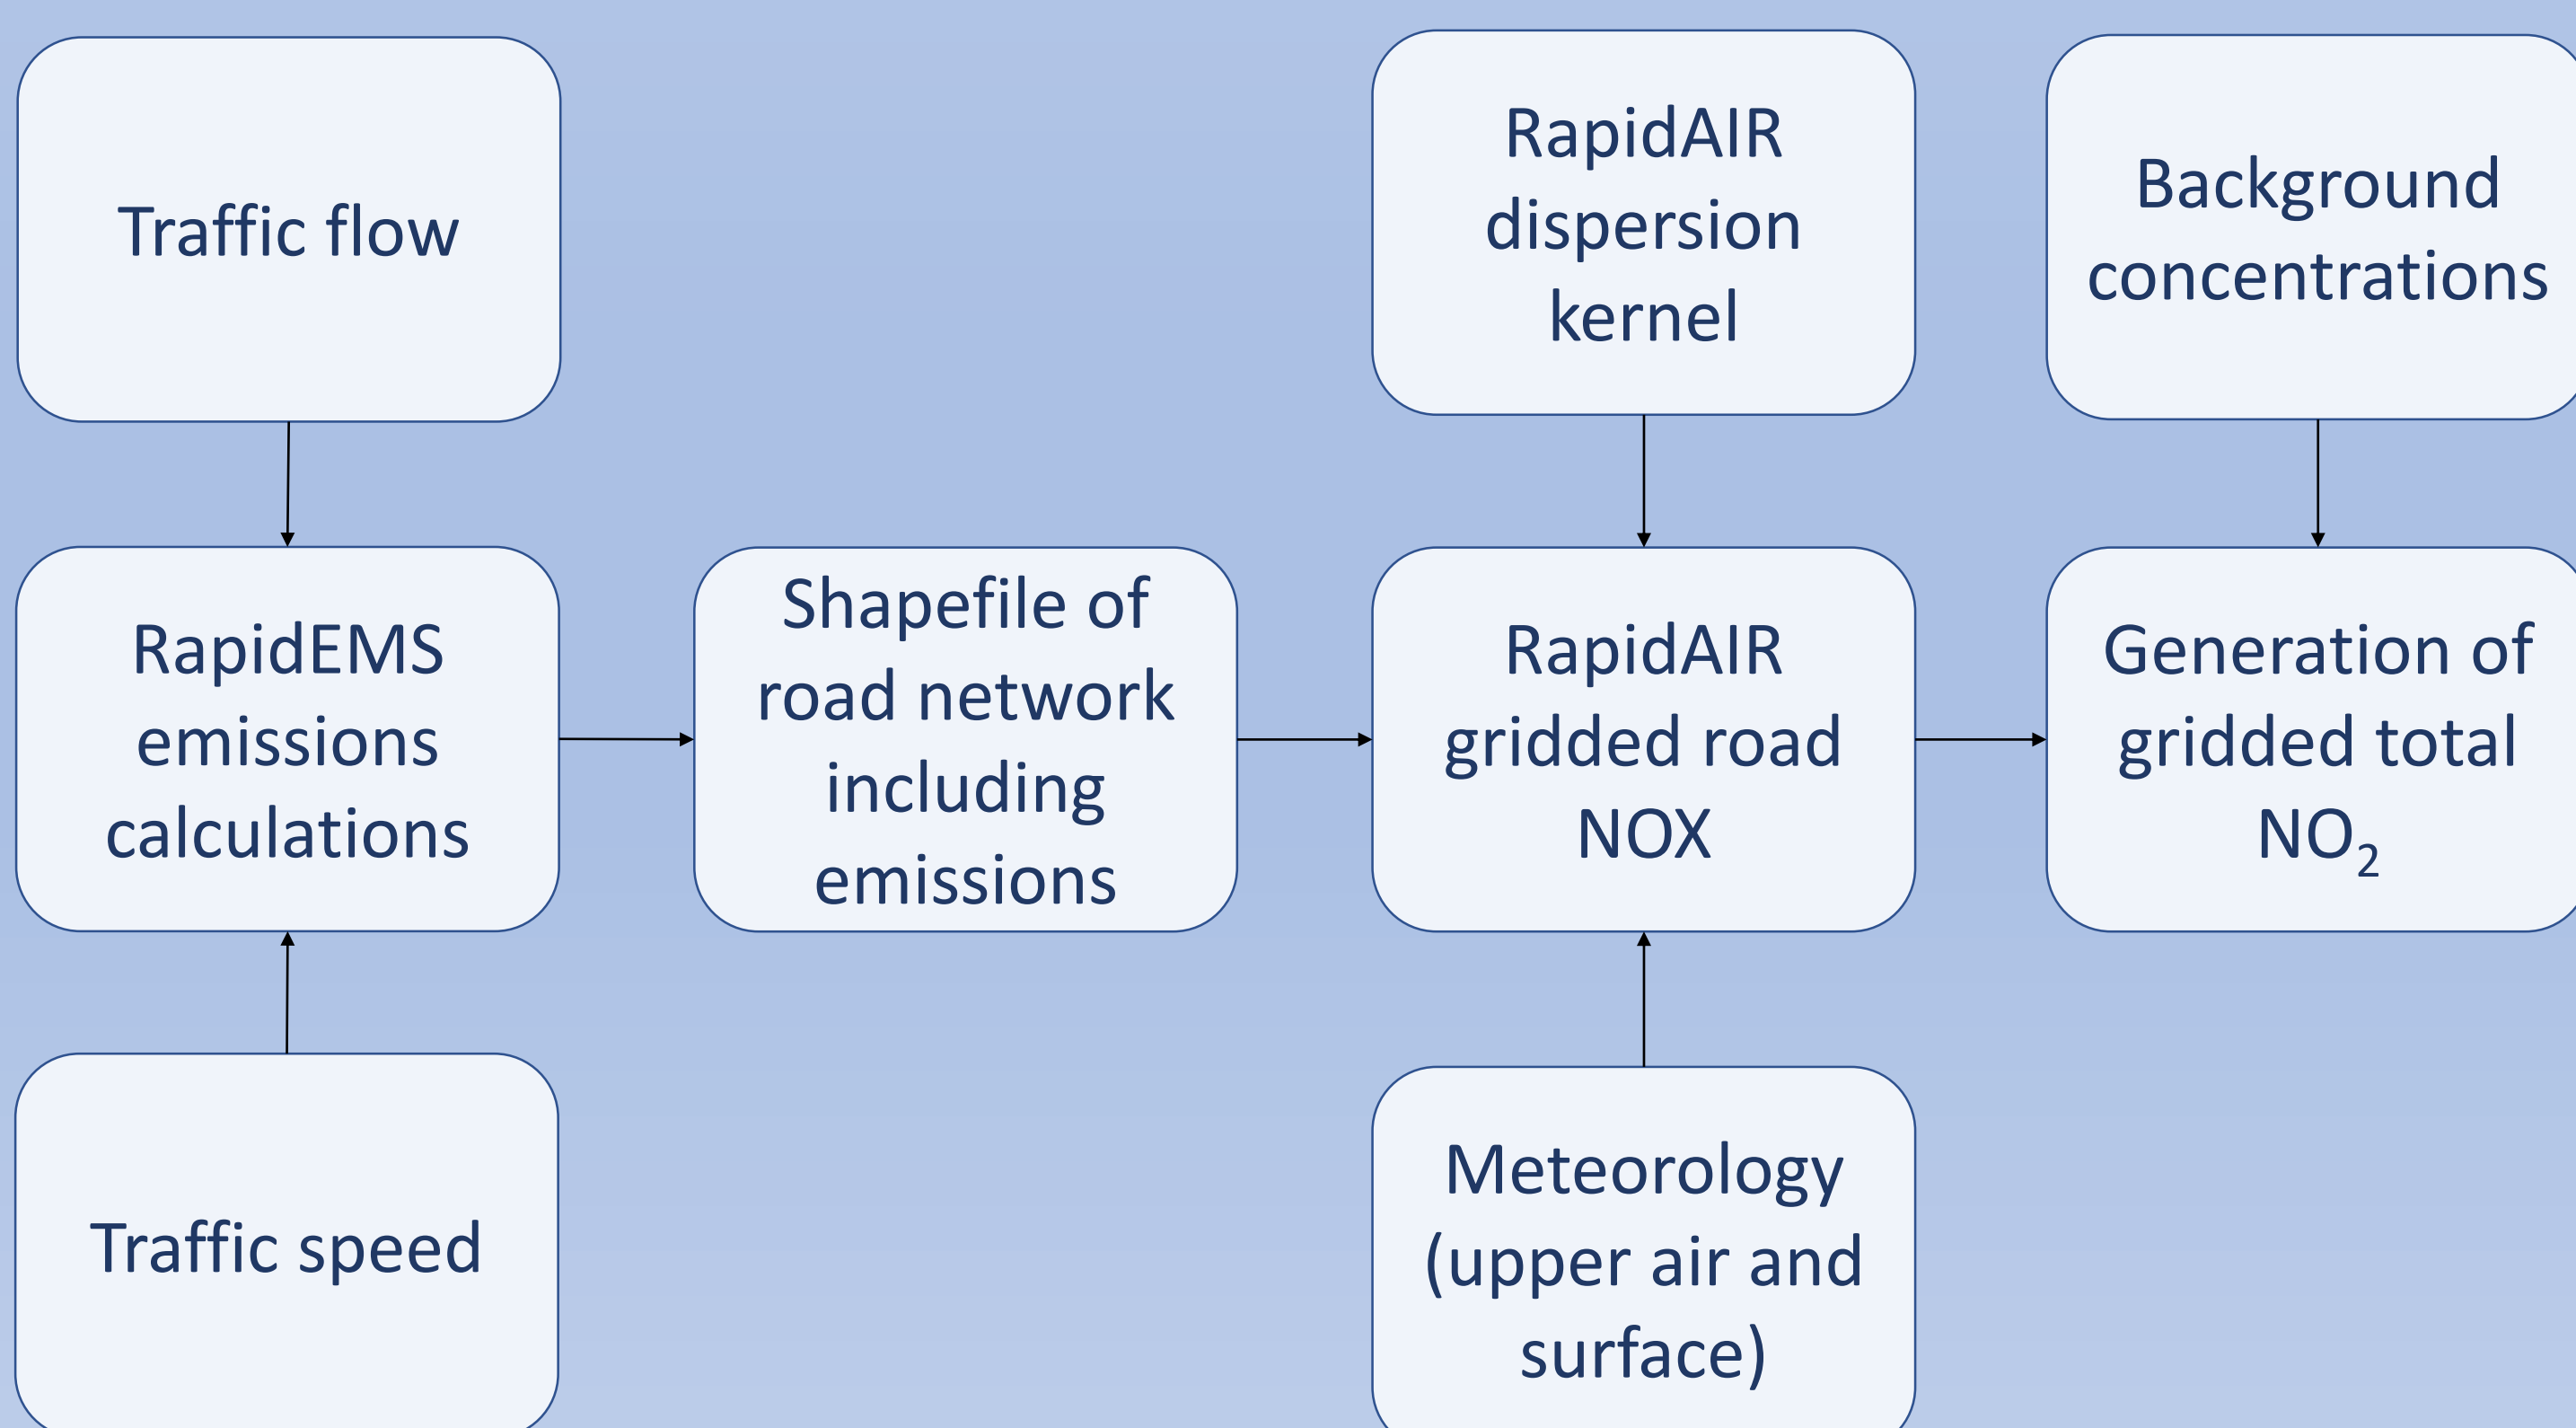 Traffic flow
RapidAIR
dispersion
kernel
Background
concentrations
RapidEMS
emissions
calculations
Shapefile of
road network
including
emissions
RapidAIR
gridded road
NOX
Generation of
gridded total
NO₂
Traffic speed
Meteorology
(upper air and
surface)